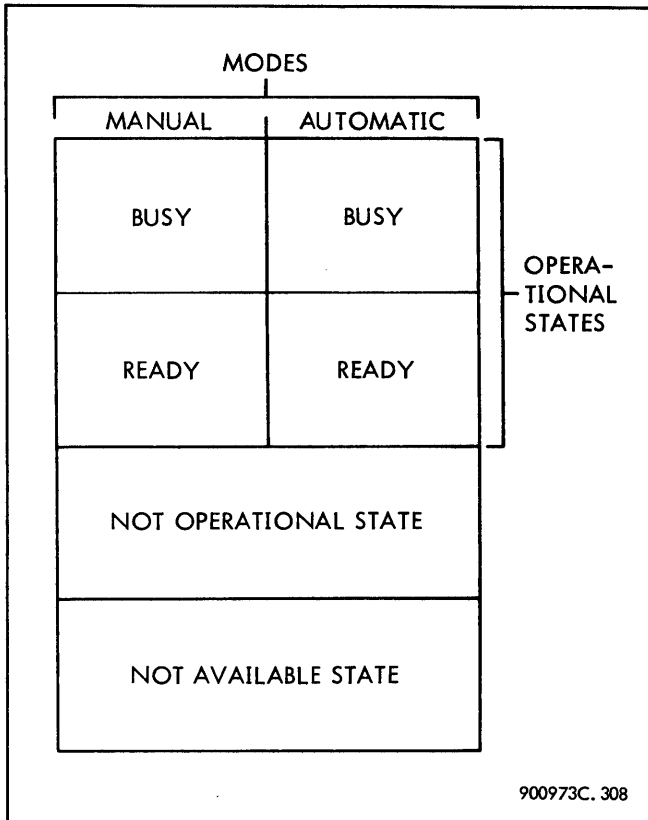 MODES
MANUAL AUTOMATIC
BUSY BUSY
OPERA-
TIONAL
STATES
READY READY
NOT OPERATIONAL STATE
NOT AVAILABLE STATE
900973C. 308